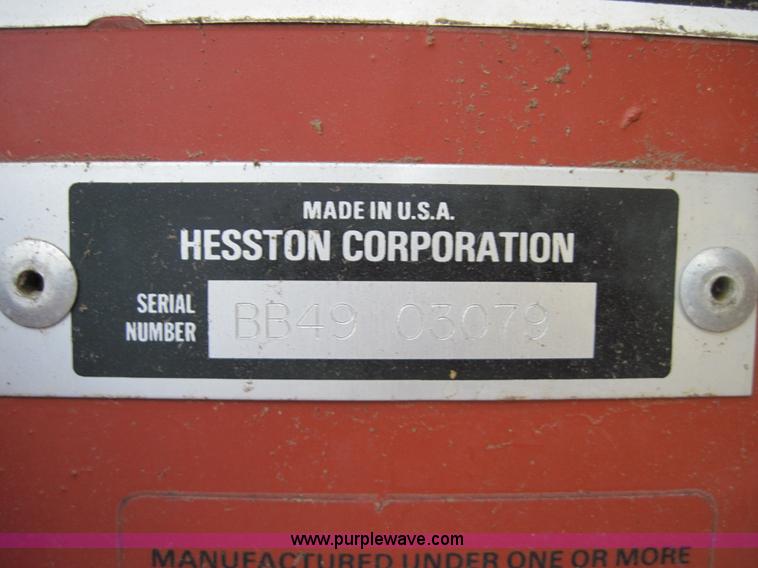 MADE IN U.S.A.
HESSTON CORPORATION
SERIAL
NUMBER
BB49 03079
www.purplewave.com
MANUFACTURED UNDER ONE OR MORE